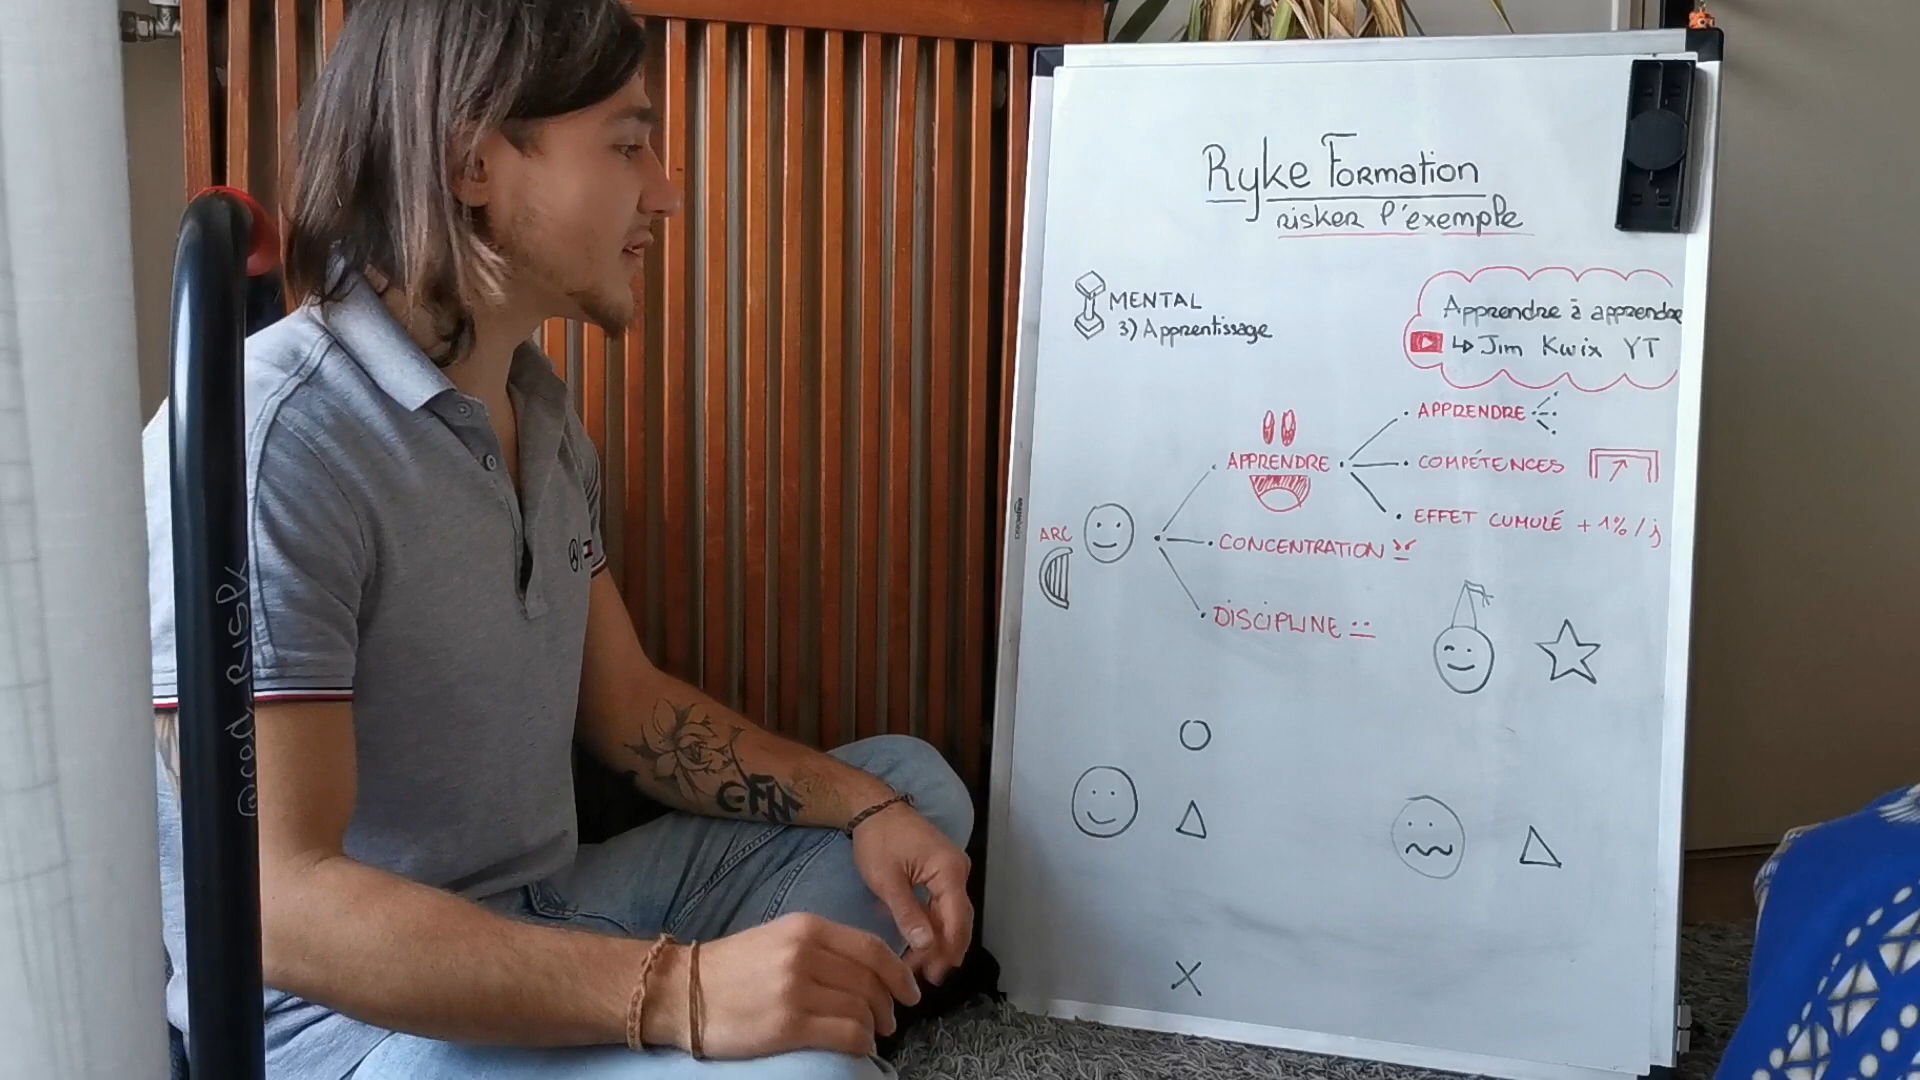 Ryke Formation
risker l'exemple
MENTAL
3) Apprentissage
Apprendre à apprendre
↳ Jim Kwix YT
APPRENDRE
APPRENDRE
COMPÉTENCES
EFFET CUMULÉ + 1% / j
ARC
CONCENTRATION
DISCIPLINE